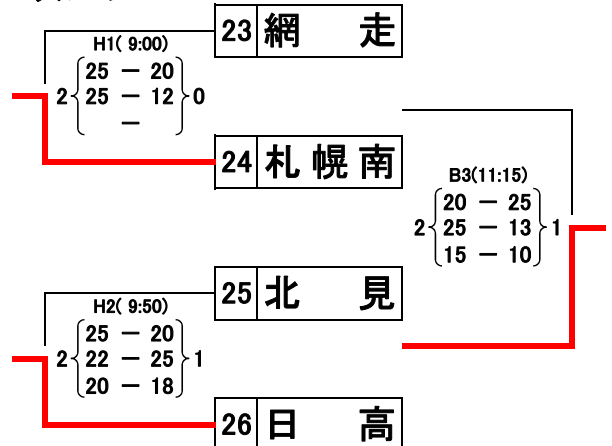 23 網 走
H1( 9:00)
25 － 20
2 25 － 12 0
－
24 札 幌 南
B3(11:15)
20 － 25
2 25 － 13 1
15 － 10
25 北 見
H2( 9:50)
25 － 20
2 22 － 25 1
20 － 18
26 日 高